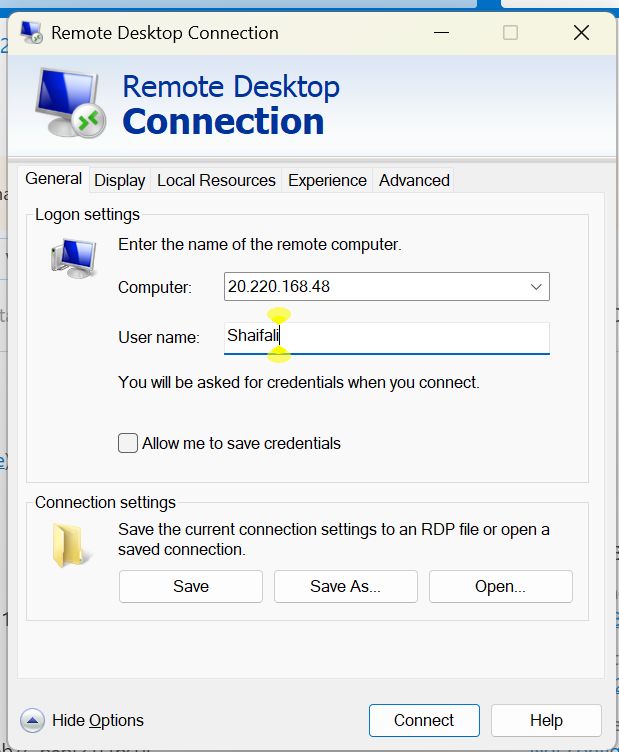 Remote Desktop Connection
Remote Desktop
Connection
General Display Local Resources Experience Advanced
Logon settings
Enter the name of the remote computer.
Computer: 20.220.168.48
User name: Shaifali
You will be asked for credentials when you connect.
Allow me to save credentials
Connection settings
Save the current connection settings to an RDP file or open a
saved connection.
Save Save As... Open...
Hide Options Connect Help